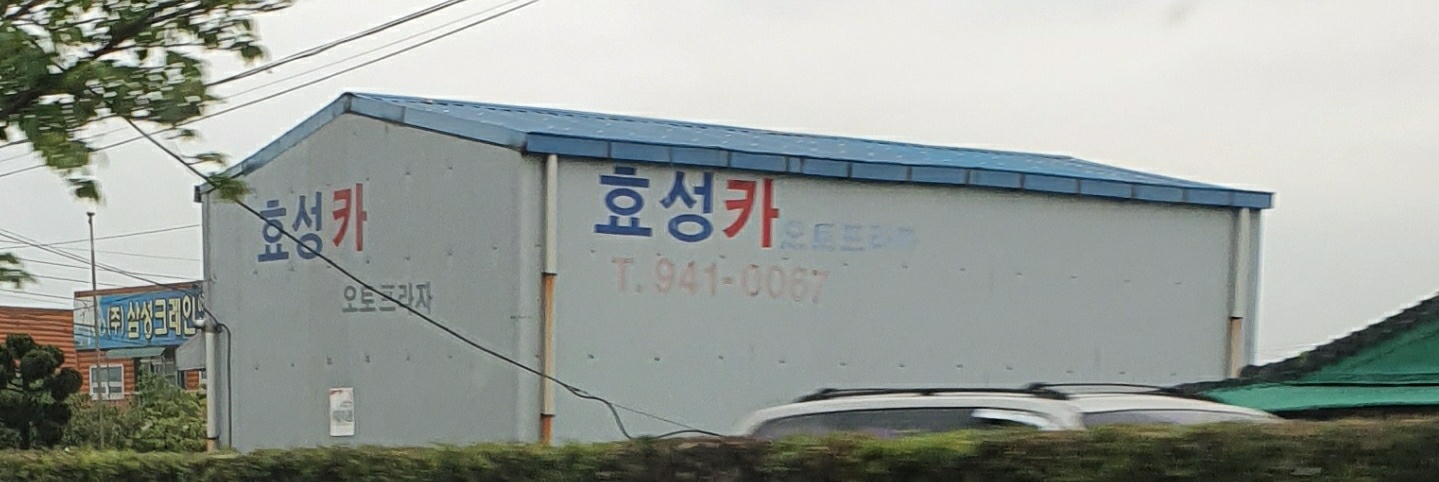 효성카
오토프라자
효성카 오토프라자
T. 941-0067
(주)삼성크레인